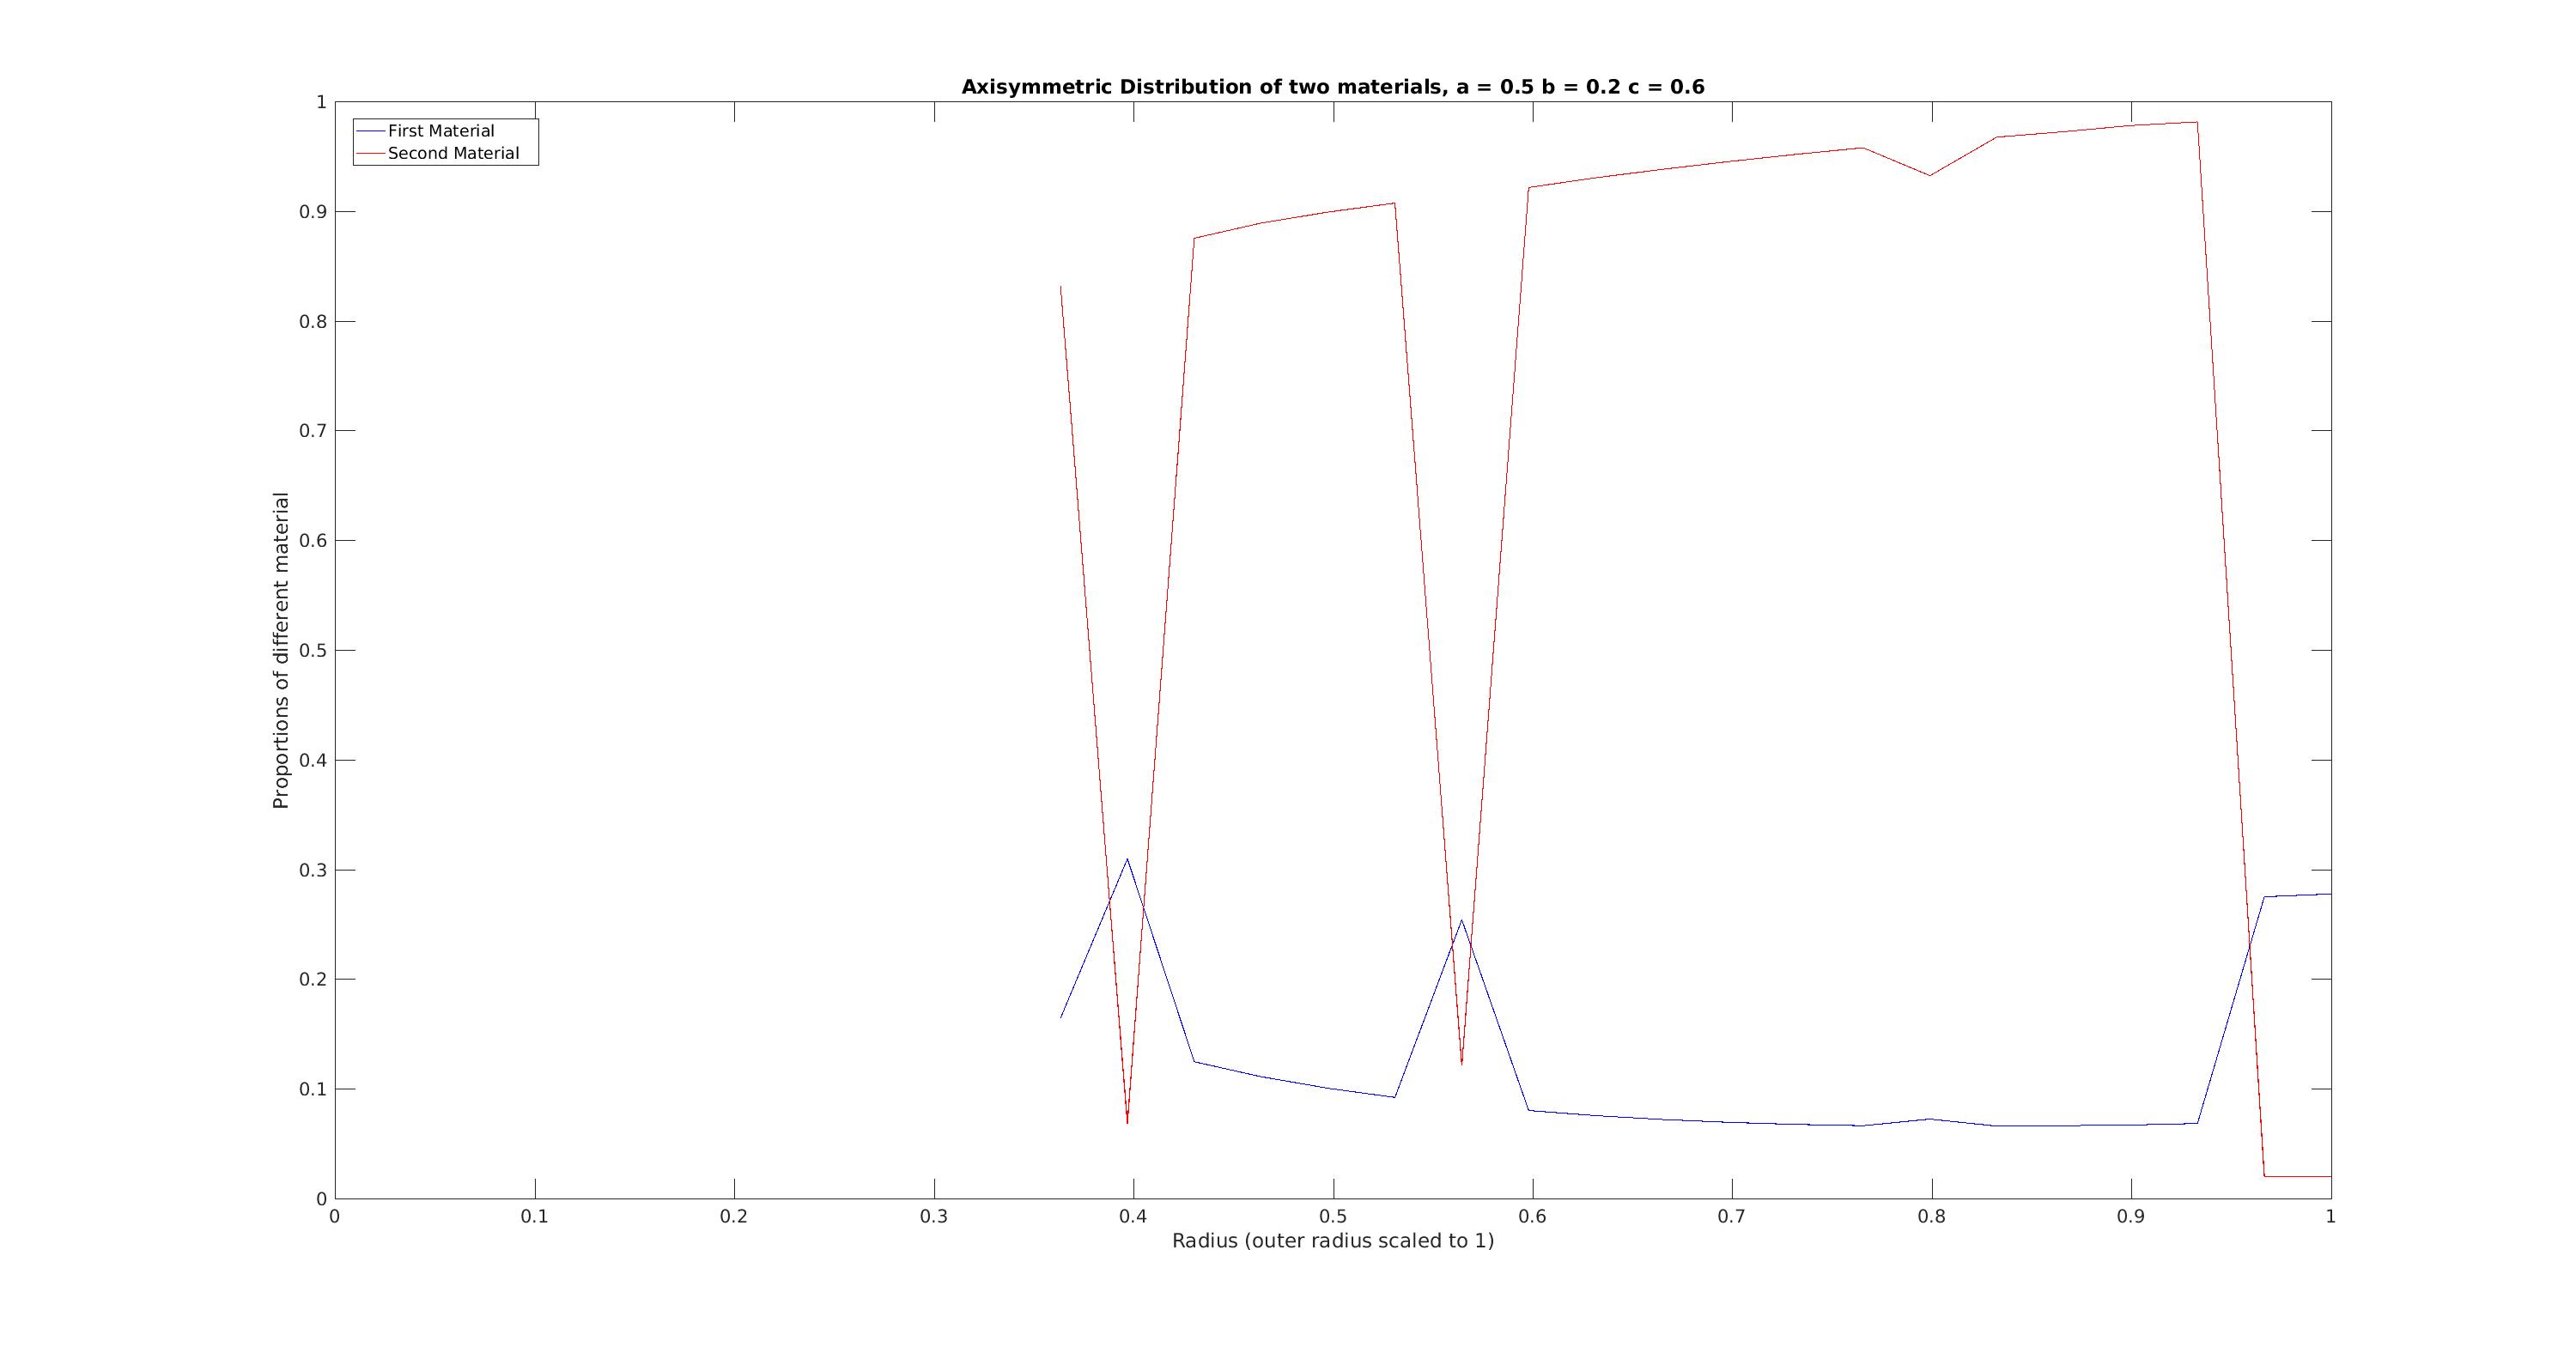 Axisymmetric Distribution of two materials, a = 0.5 b = 0.2 c = 0.6
First Material
Second Material
Proportions of different material
1
0.9
0.8
0.7
0.6
0.5
0.4
0.3
0.2
0.1
0
0 0.1 0.2 0.3 0.4 0.5 0.6 0.7 0.8 0.9 1
Radius (outer radius scaled to 1)